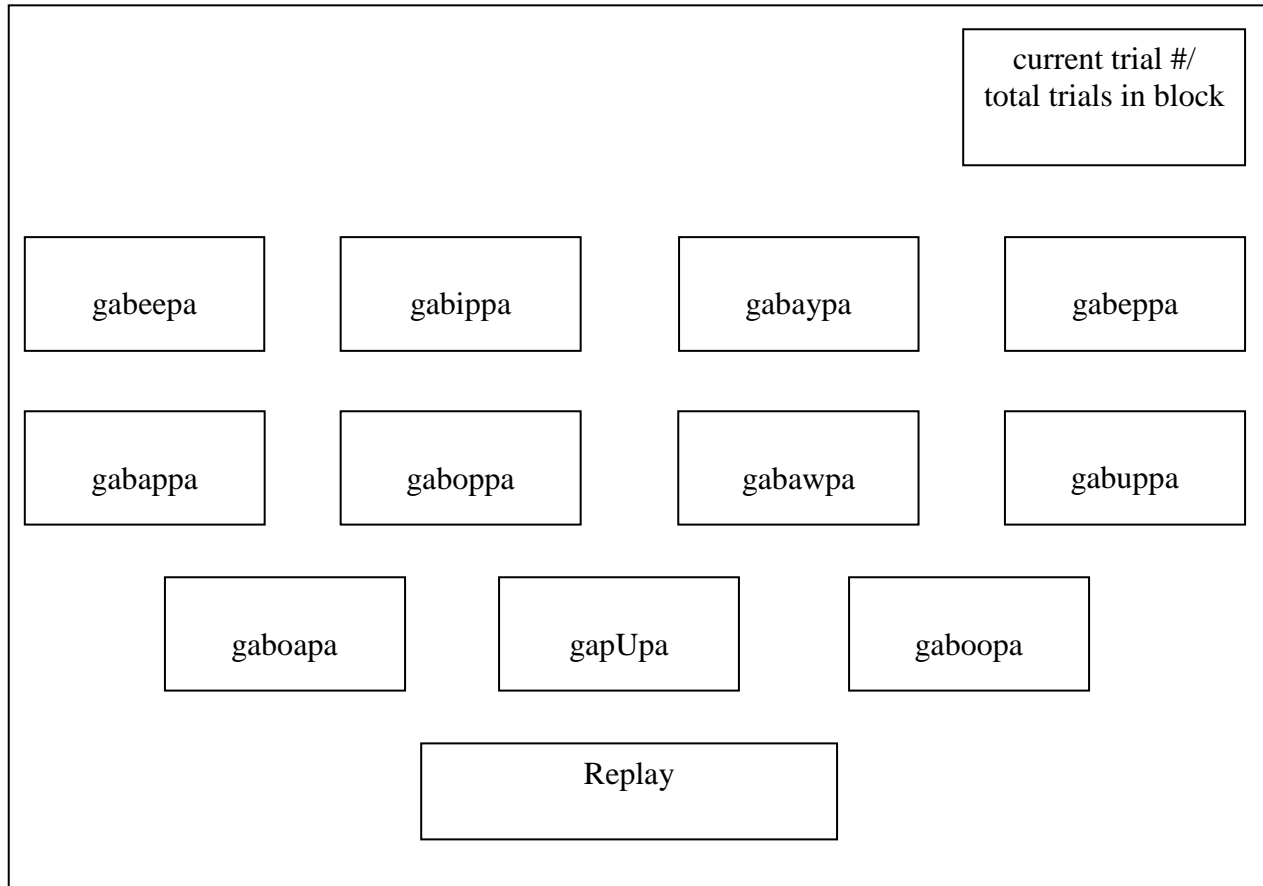 current trial #/
total trials in block
gabeepa
gabippa
gabaypa
gabeppa
gabappa
gaboppa
gabawpa
gabuppa
gaboapa
gapUpa
gaboopa
Replay